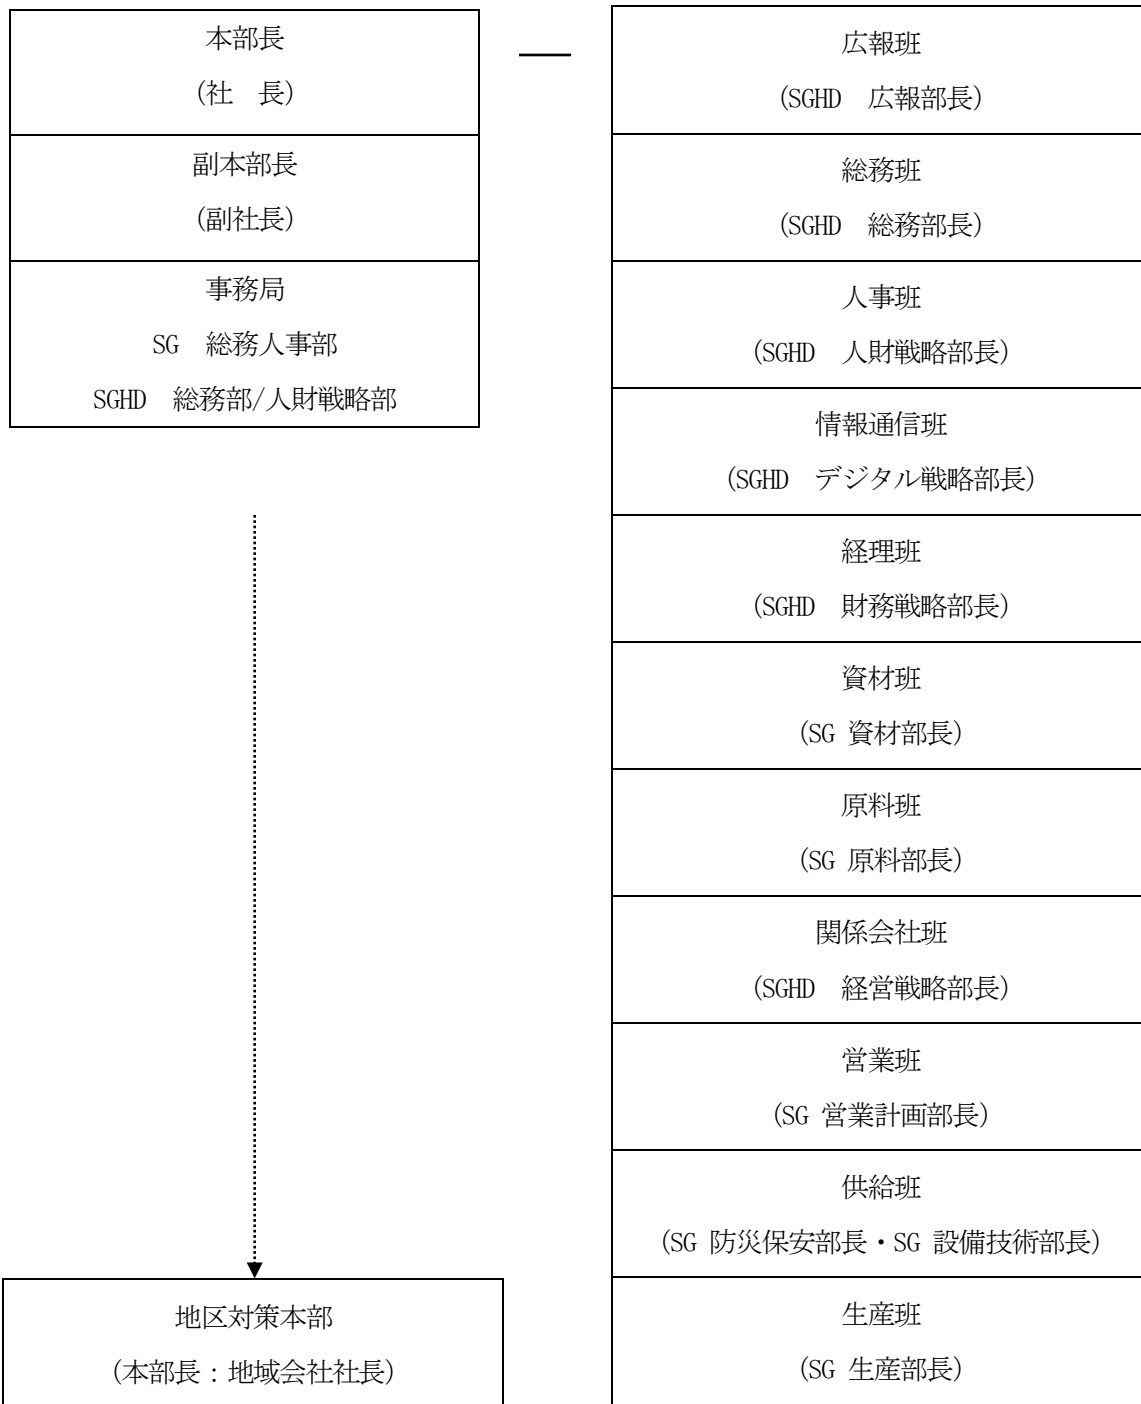 本部長
（社　長）
副本部長
（副社長）
事務局
SG　総務人事部
SGHD　総務部/人財戦略部
地区対策本部
（本部長：地域会社社長）
広報班
（SGHD　広報部長）
総務班
（SGHD　総務部長）
人事班
（SGHD　人財戦略部長）
情報通信班
（SGHD　デジタル戦略部長）
経理班
（SGHD　財務戦略部長）
資材班
（SG 資材部長）
原料班
（SG 原料部長）
関係会社班
（SGHD　経営戦略部長）
営業班
（SG 営業計画部長）
供給班
（SG 防災保安部長・SG 設備技術部長）
生産班
（SG 生産部長）